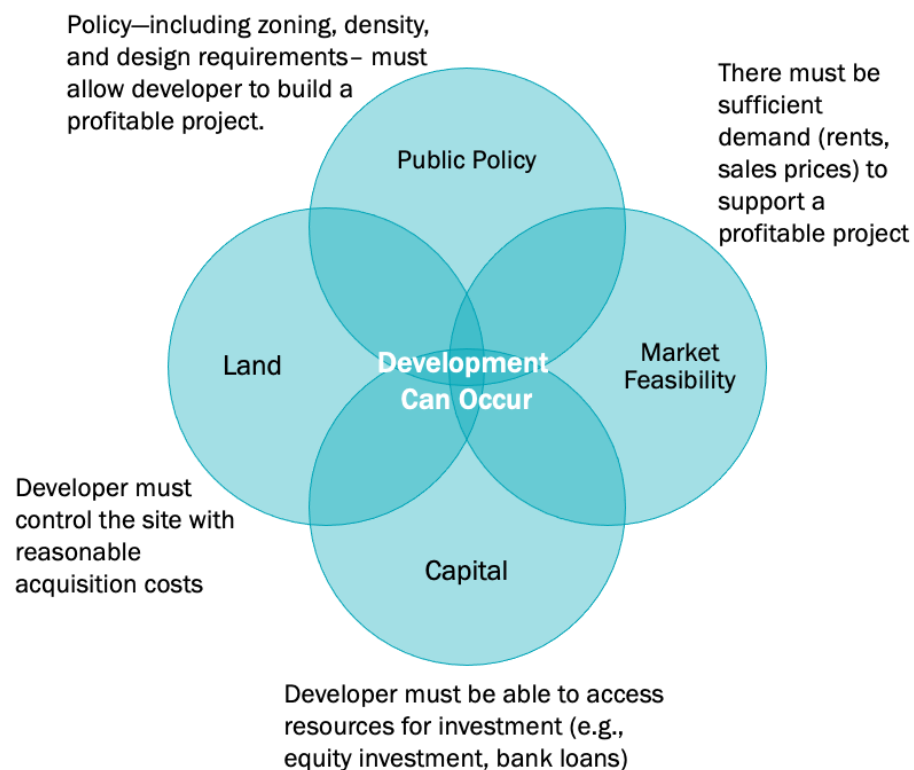 Policy—including zoning, density,
and design requirements– must
allow developer to build a
profitable project.
There must be
sufficient
demand (rents,
sales prices) to
support a
profitable project
Public Policy
Land
Development
Can Occur
Market
Feasibility
Developer must
control the site with
reasonable
acquisition costs
Capital
Developer must be able to access
resources for investment (e.g.,
equity investment, bank loans)